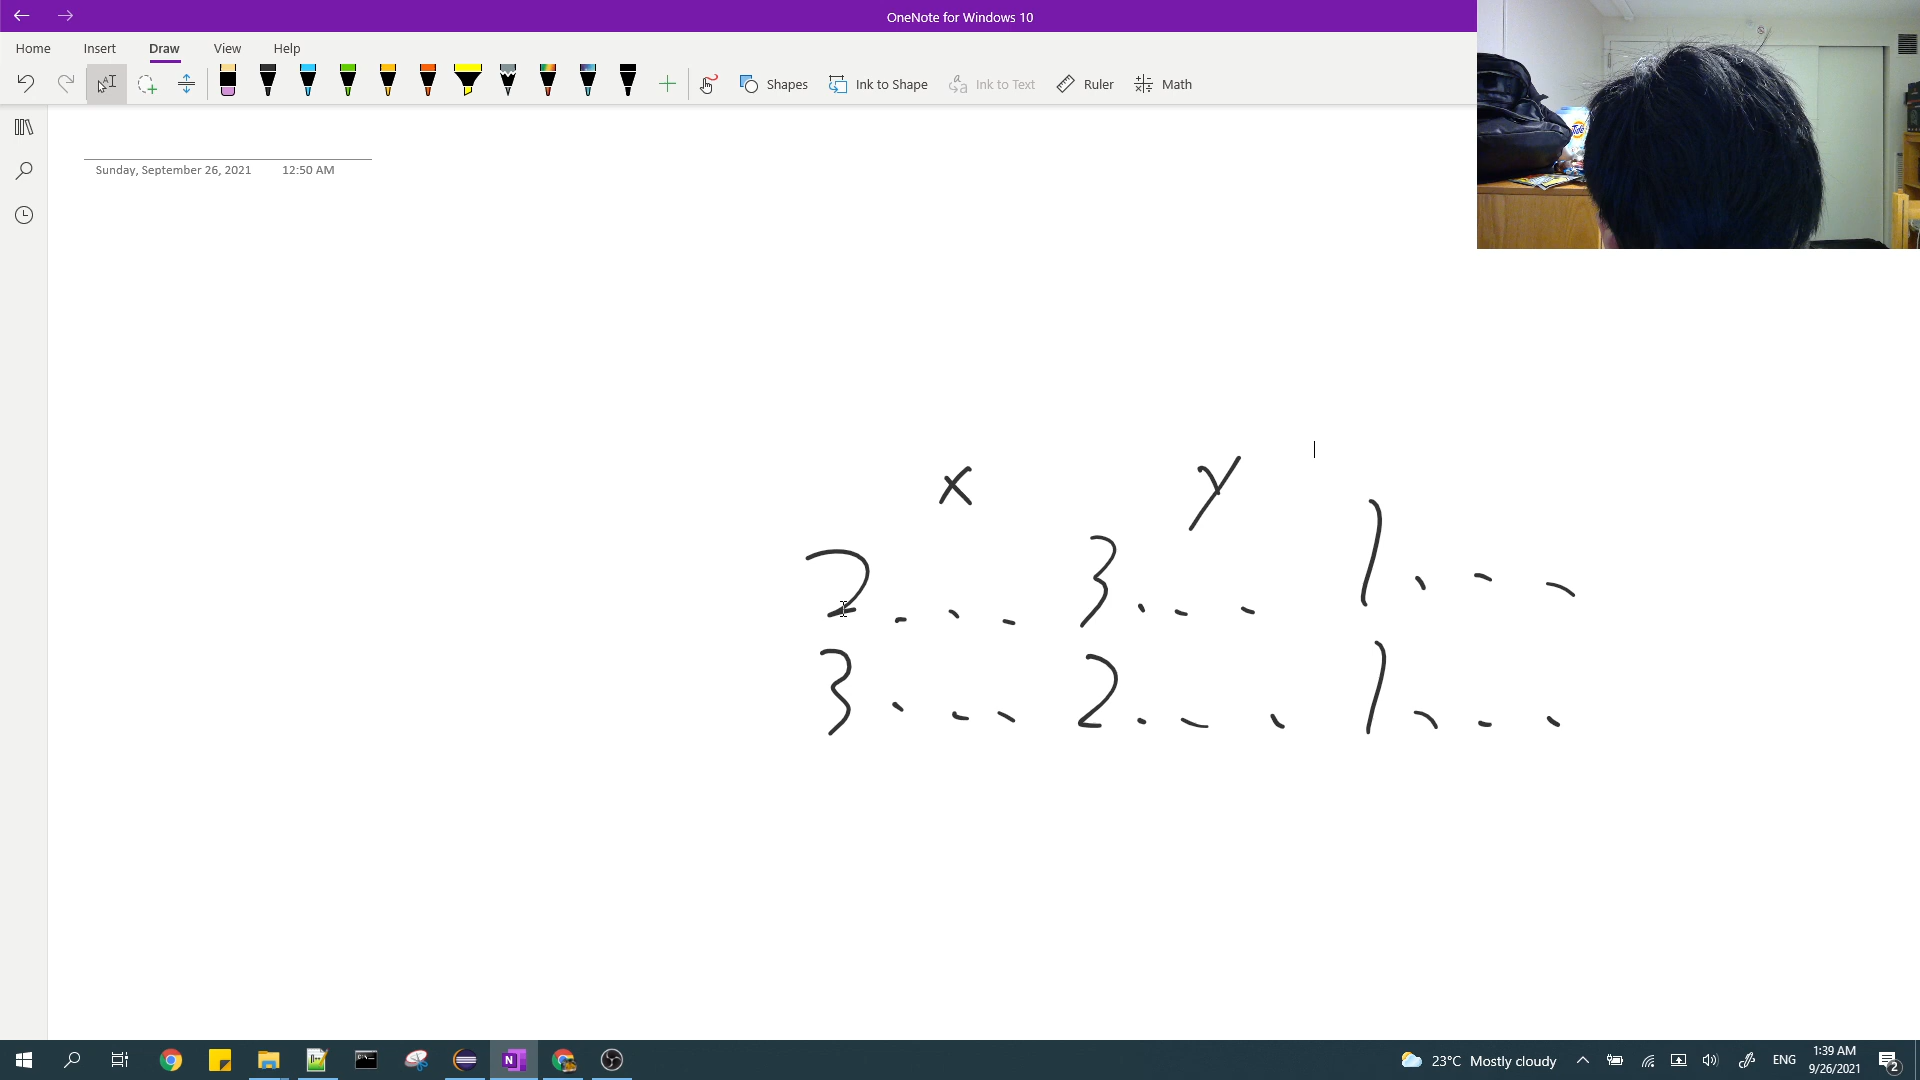 OneNote for Windows 10
Home Insert Draw View Help
Shapes Ink to Shape Ink to Text Ruler Math
Sunday, September 26, 2021 12:50 AM
x y
2 . . . 3 . . . 1 . . .
3 . . . 2 . . . 1 . . .
Tide
23°C Mostly cloudy ENG 1:39 AM
9/26/2021 2